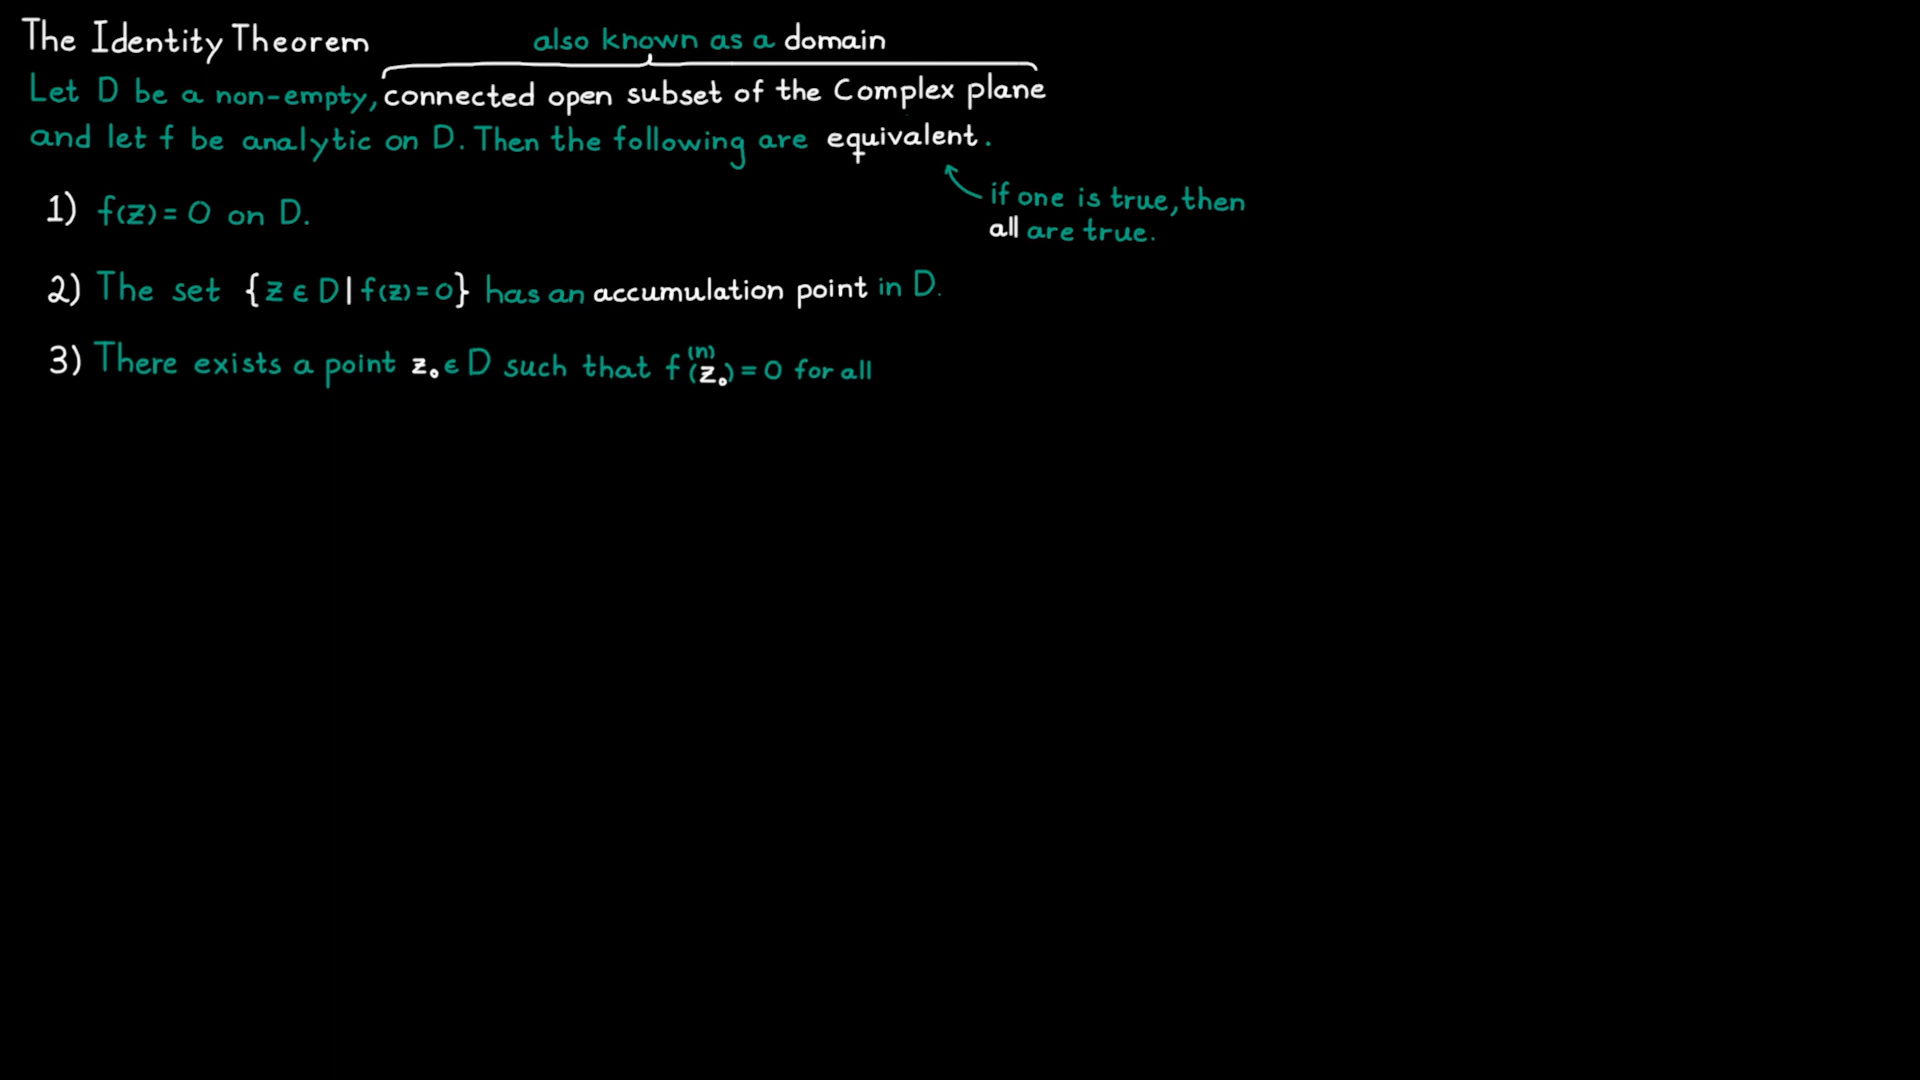 The Identity Theorem
also known as a domain
Let D be a non-empty, connected open subset of the Complex plane
and let f be analytic on D. Then the following are equivalent.
if one is true, then
all are true.
1) f(z) = 0 on D.
2) The set {z ϵ D | f(z) = 0} has an accumulation point in D.
3) There exists a point z₀ ϵ D such that f⁽ⁿ⁾(z₀) = 0 for all